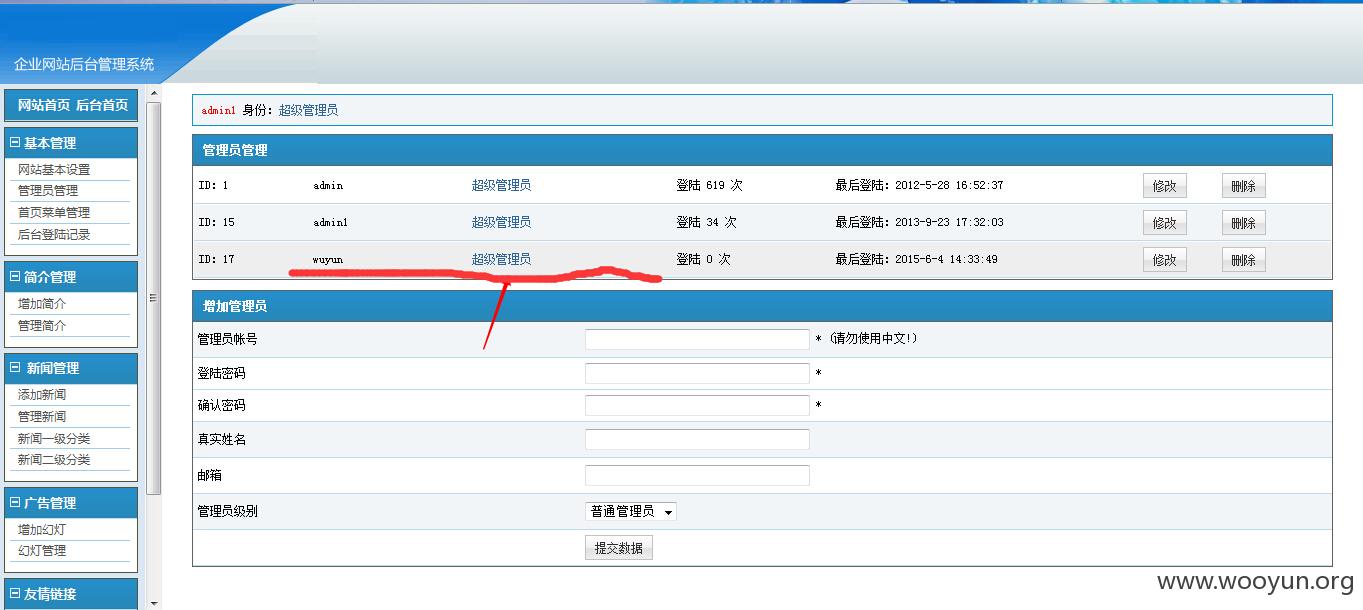 企业网站后台管理系统
网站首页 后台首页
基本管理
网站基本设置
管理员管理
首页菜单管理
后台登陆记录
简介管理
增加简介
管理简介
新闻管理
添加新闻
管理新闻
新闻一级分类
新闻二级分类
广告管理
增加幻灯
幻灯管理
友情链接
admin1 身份：超级管理员
管理员管理
ID：1 admin 超级管理员 登陆 619 次 最后登陆：2012-5-28 16:52:37 修改 删除
ID：15 admin1 超级管理员 登陆 34 次 最后登陆：2013-9-23 17:32:03 修改 删除
ID：17 wuyun 超级管理员 登陆 0 次 最后登陆：2015-6-4 14:33:49 修改 删除
增加管理员
管理员帐号 * (请勿使用中文!)
登陆密码 *
确认密码 *
真实姓名
邮箱
管理员级别 普通管理员
提交数据
www.wooyun.org